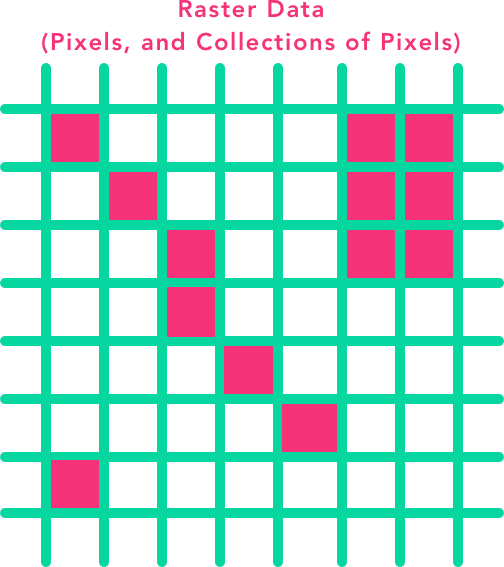 Raster Data
(Pixels, and Collections of Pixels)